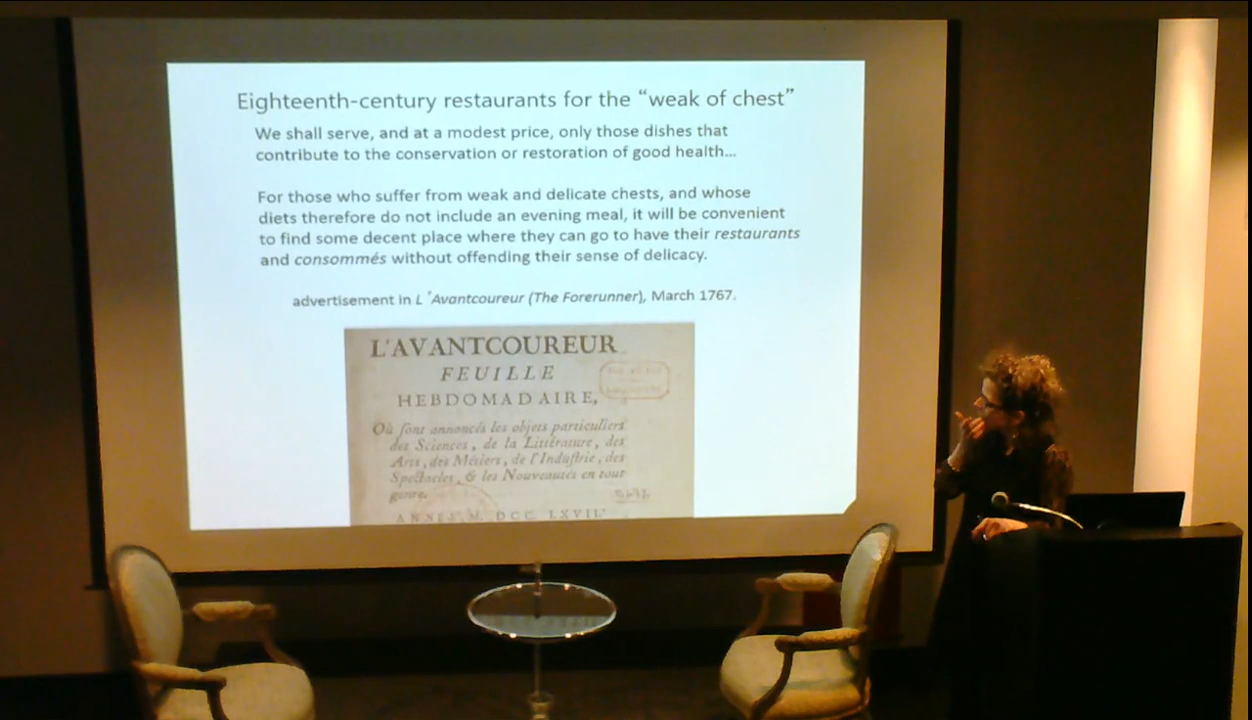 Eighteenth-century restaurants for the “weak of chest”
We shall serve, and at a modest price, only those dishes that
contribute to the conservation or restoration of good health...
For those who suffer from weak and delicate chests, and whose
diets therefore do not include an evening meal, it will be convenient
to find some decent place where they can go to have their restaurants
and consommés without offending their sense of delicacy.
advertisement in L 'Avantcoureur (The Forerunner), March 1767.
L'AVANTCOUREUR
FEUILLE
HEBDOMADAIRE,
Où ſont annoncés les objets particuliers
des Sciences, de la Littérature, des
Arts, des Métiers, de l'Induſtrie, des
Spectacles, & les Nouveautés en tout
genre.
ANNÉE M. DCC. LXVII